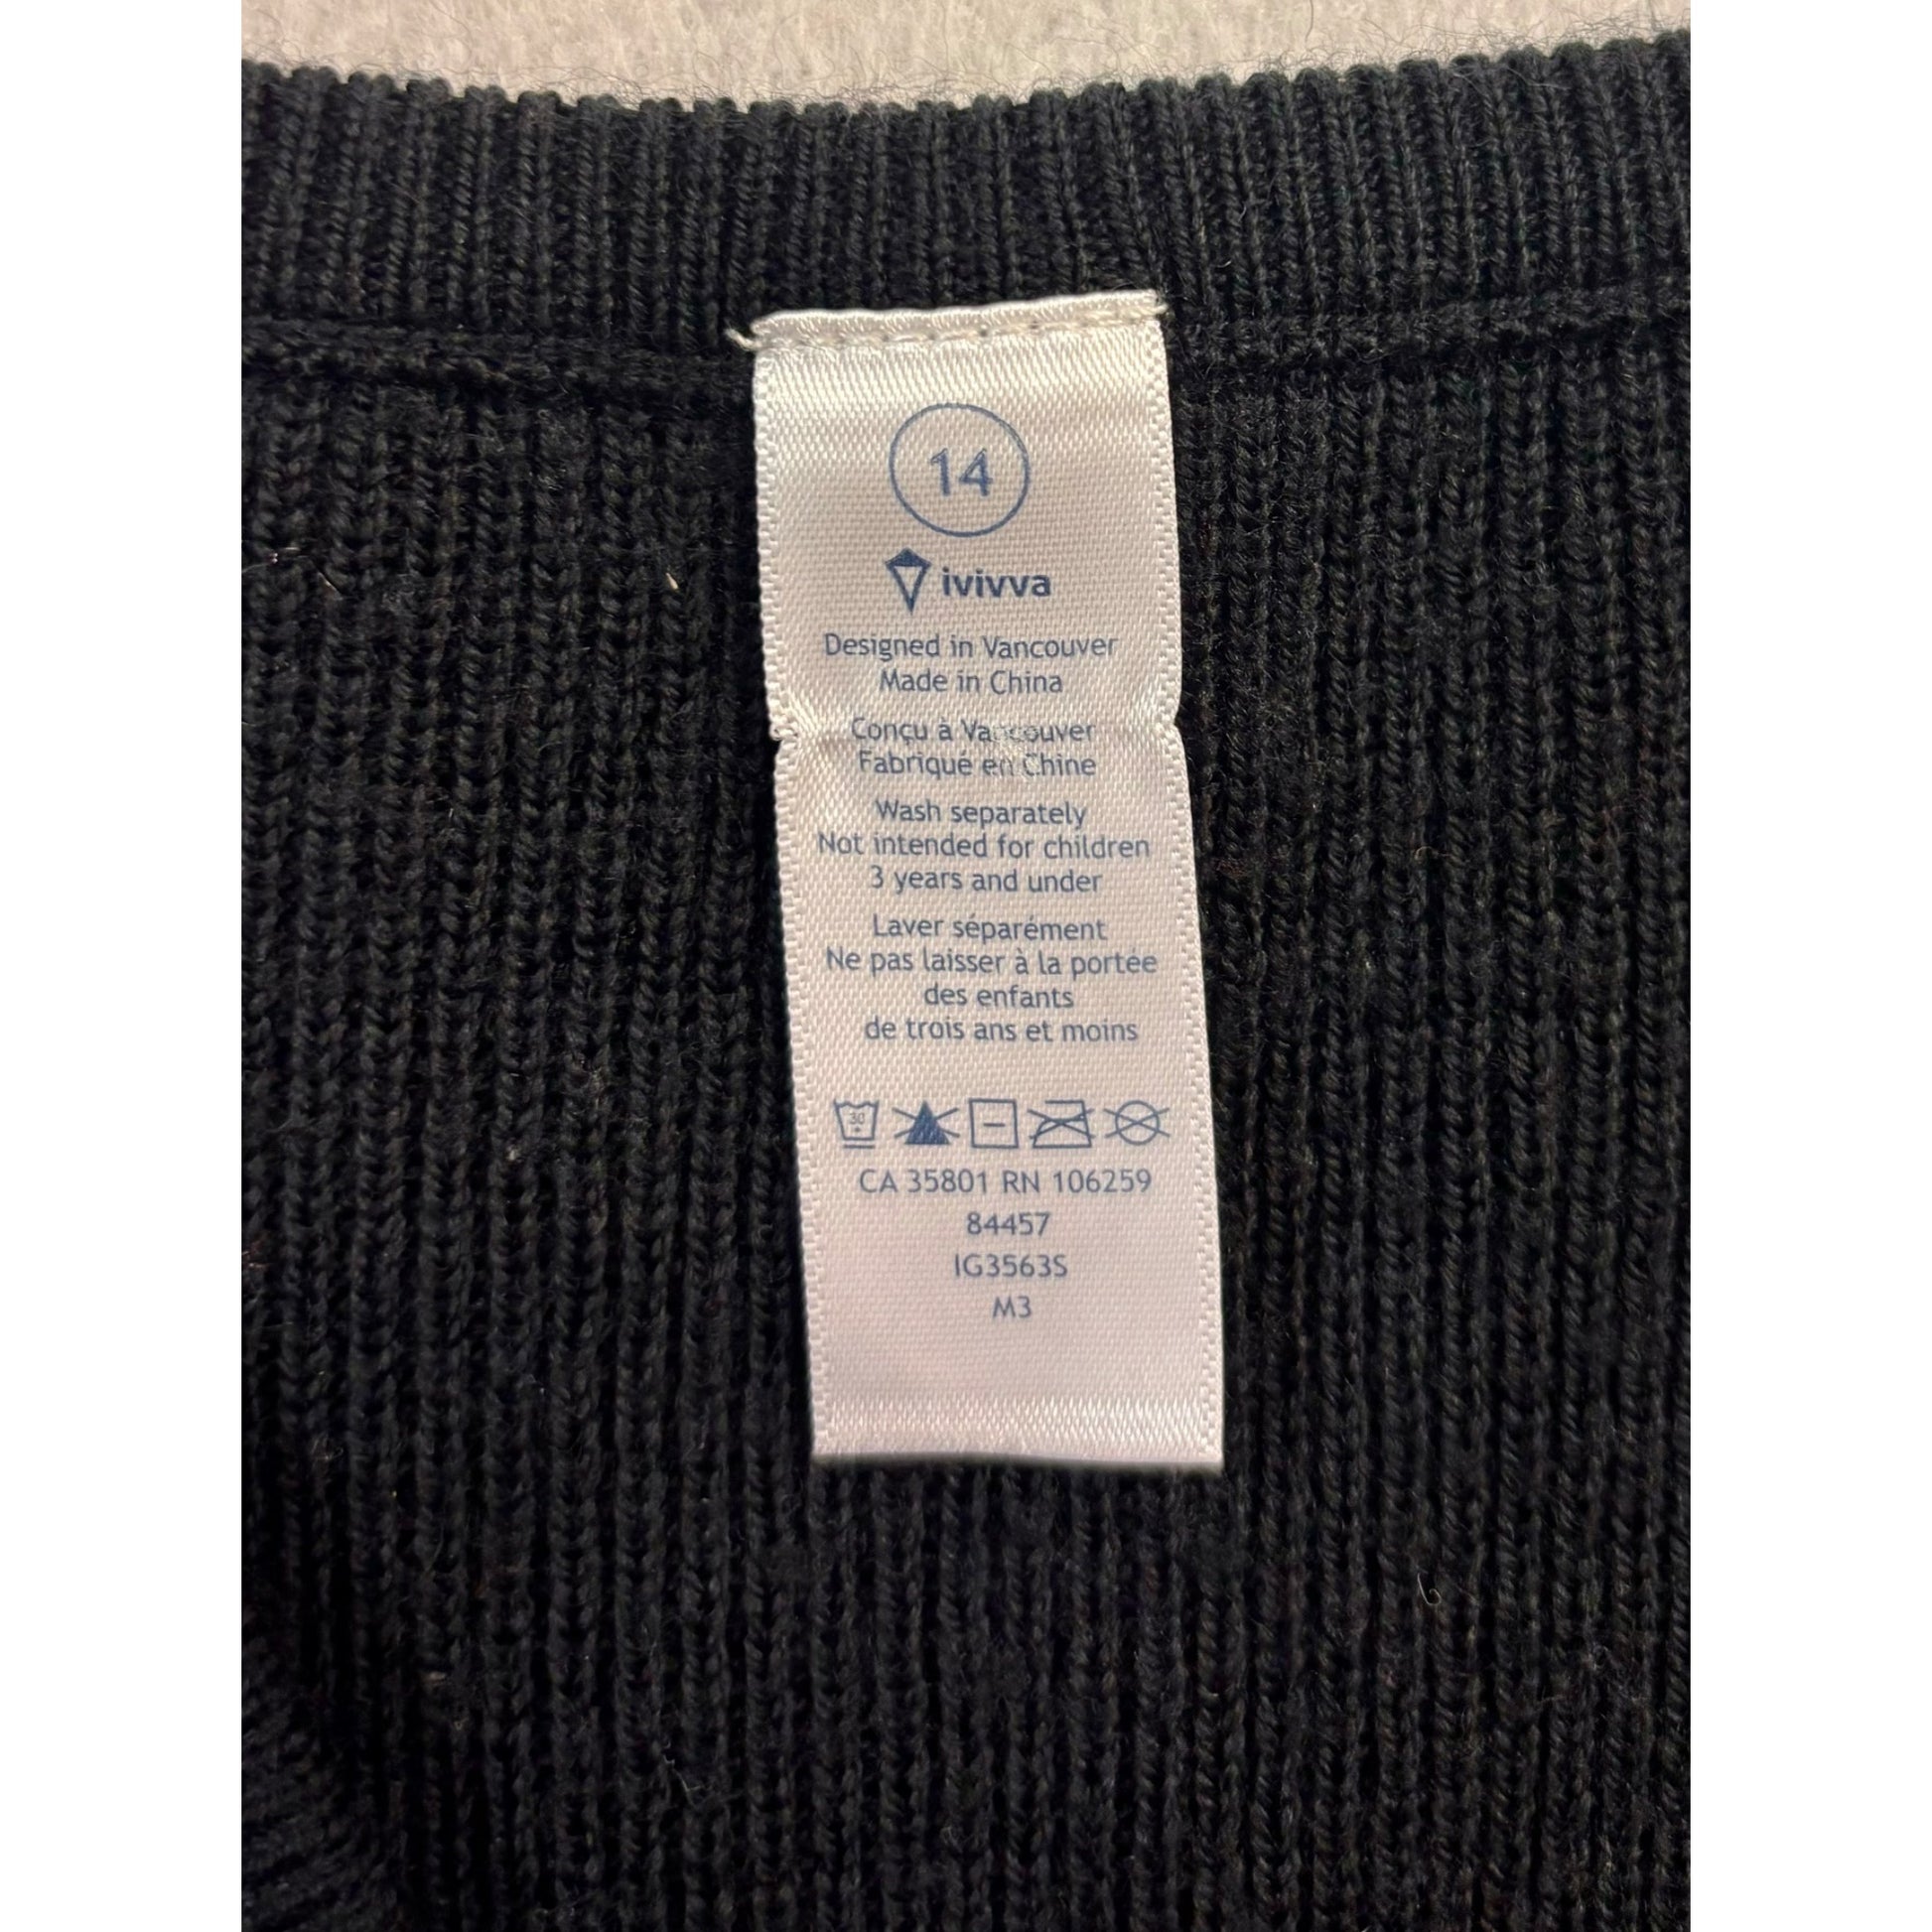 14
ivivva
Designed in Vancouver
Made in China
Conçu à Vancouver
Fabriqué en Chine
Wash separately
Not intended for children
3 years and under
Laver séparément
Ne pas laisser à la portée
des enfants
de trois ans et moins
30
CA 35801 RN 106259
84457
IG3563S
M3